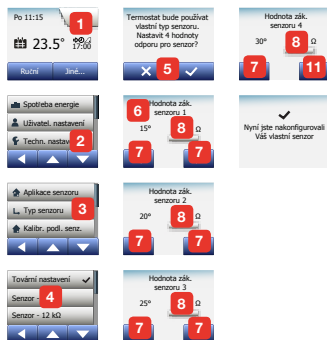 Po 11:15
1
23.5°
17:00
Ruční
Jiné...
Spotřeba energie
Uživatel. nastavení
Techn. nastav
2
Aplikace senzoru
Typ senzoru
3
Kalibr. podl. senz.
Tovární nastavení
Senzor -
4
Senzor - 12 kΩ
Termostat bude používat
vlastní typ senzoru.
Nastavit 4 hodnoty
odporu pro senzor?
5
6
Hodnota zák.
senzoru 1
15°
8
Ω
7
7
Hodnota zák.
senzoru 2
20°
8
Ω
7
7
Hodnota zák.
senzoru 3
25°
8
Ω
7
7
Hodnota zák.
senzoru 4
30°
8
Ω
7
11
Nyní jste nakonfigurovali
Váš vlastní senzor